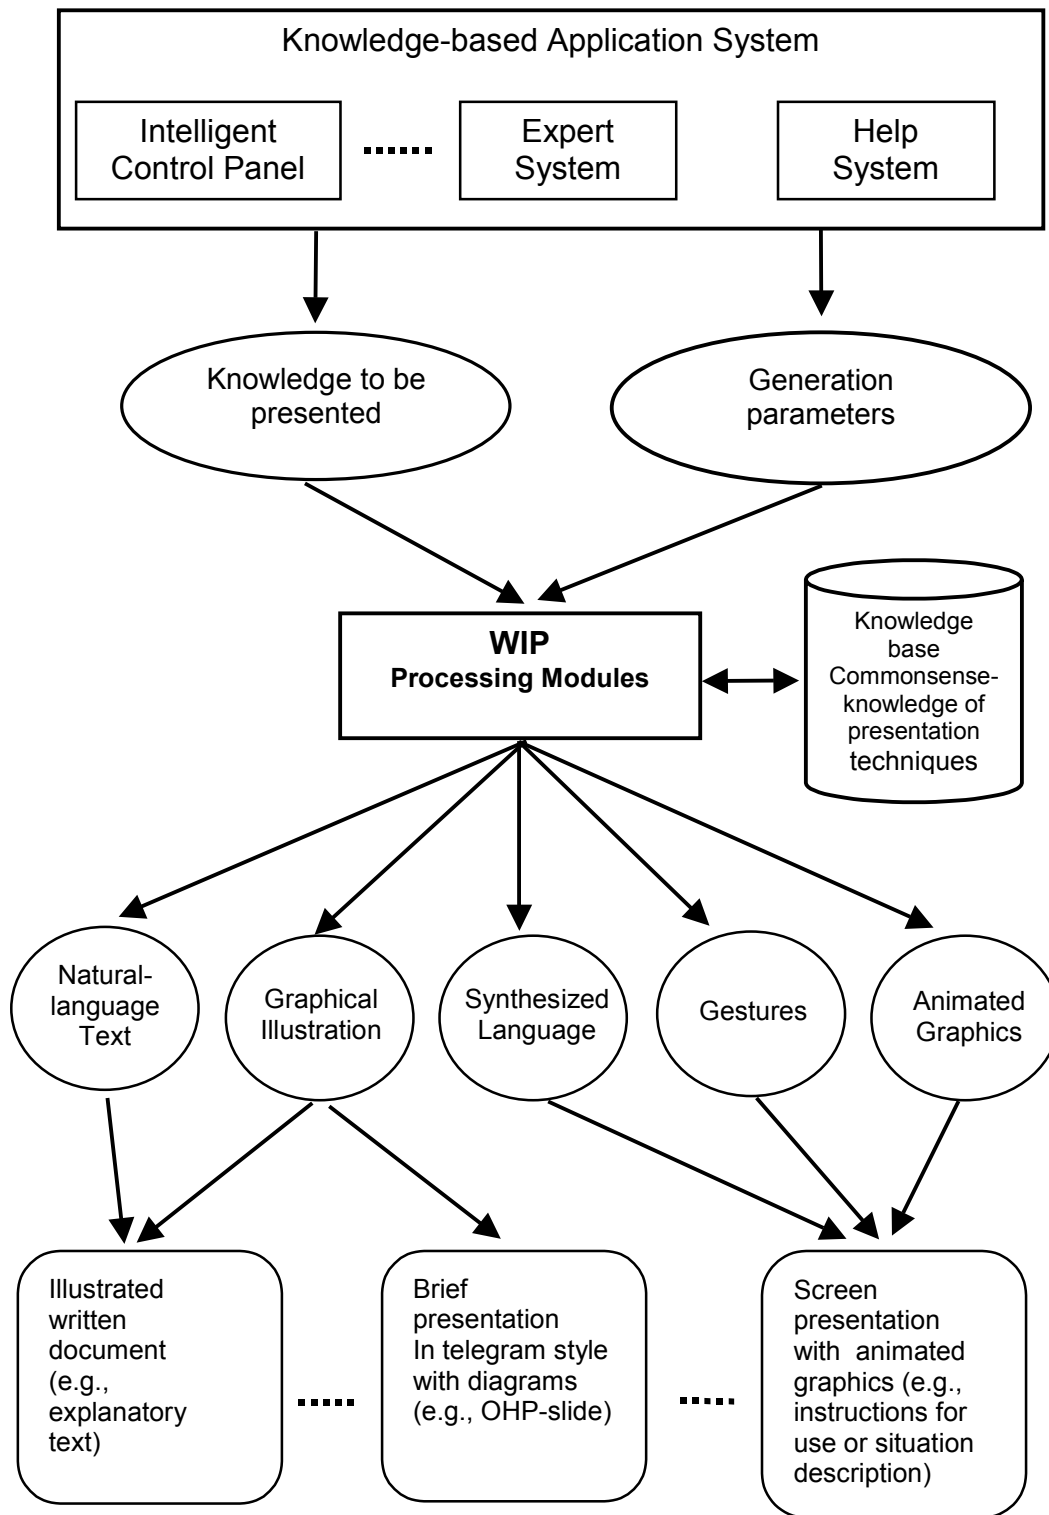 Knowledge-based Application System
Intelligent
Control Panel
Expert
System
Help
System
Knowledge to be
presented
Generation
parameters
WIP
Processing Modules
Knowledge
base
Commonsense-
knowledge of
presentation
techniques
Natural-
language
Text
Graphical
Illustration
Synthesized
Language
Gestures
Animated
Graphics
Illustrated
written
document
(e.g.,
explanatory
text)
Brief
presentation
In telegram style
with diagrams
(e.g., OHP-slide)
Screen
presentation
with animated
graphics (e.g.,
instructions for
use or situation
description)